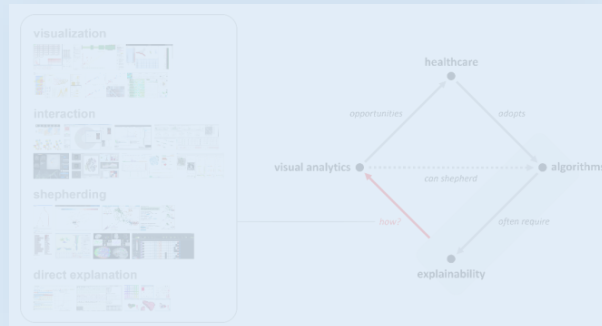 visualization
interaction
shepherding
direct explanation
healthcare
opportunities
adopts
visual analytics
algorithms
can shepherd
how?
often require
explainability